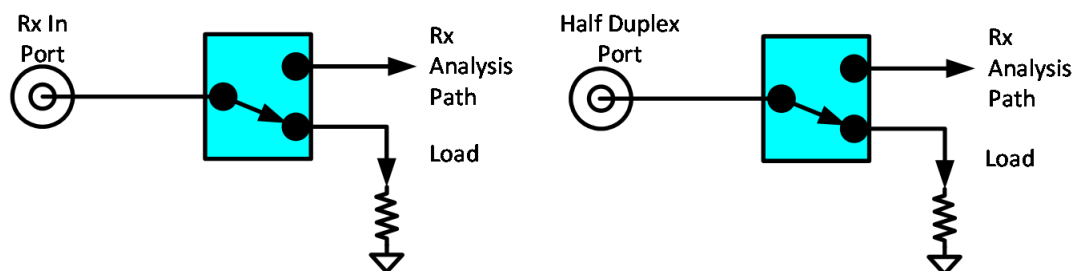 Rx In
Port
Rx
Analysis
Path
Load
Half Duplex
Port
Rx
Analysis
Path
Load